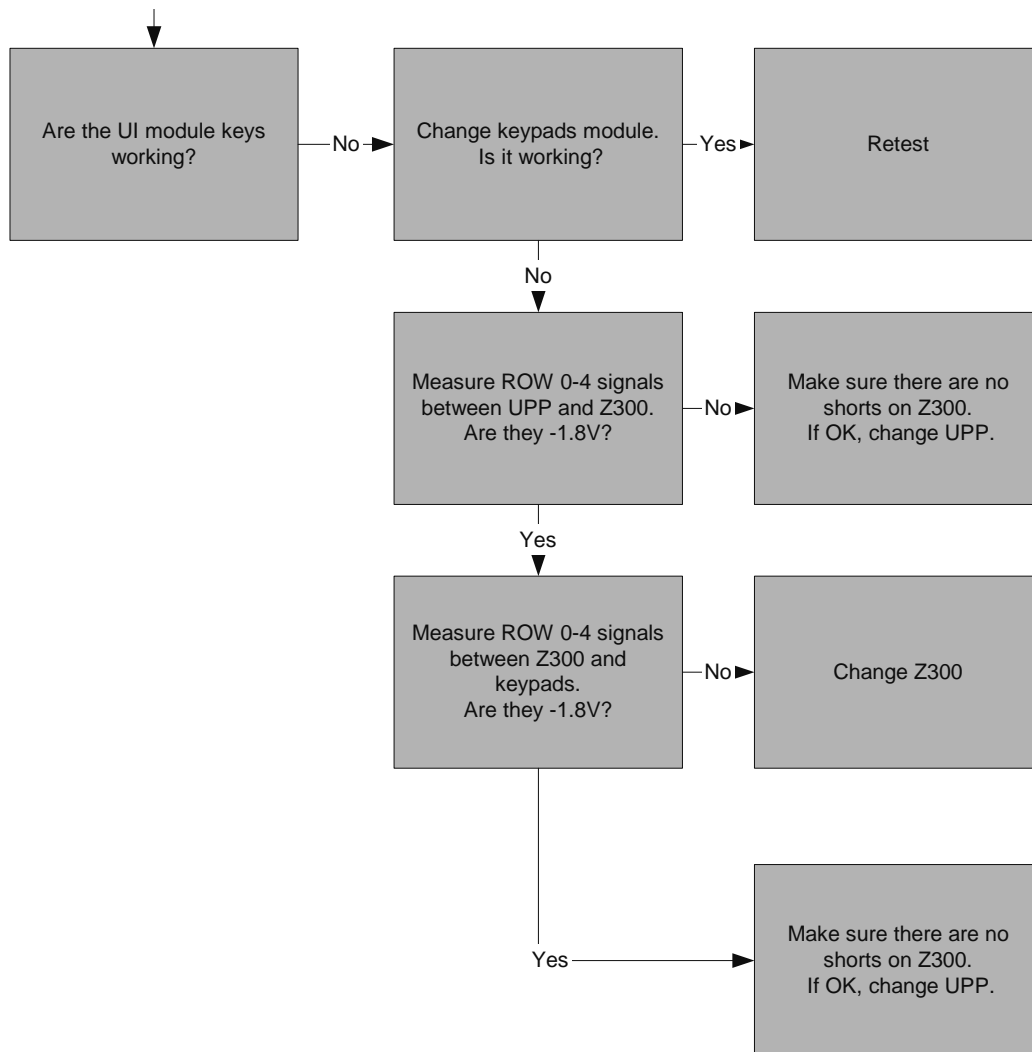 Are the UI module keys
working?
No
Change keypads module.
Is it working?
Yes
Retest
No
Measure ROW 0-4 signals
between UPP and Z300.
Are they -1.8V?
No
Make sure there are no
shorts on Z300.
If OK, change UPP.
Yes
Measure ROW 0-4 signals
between Z300 and
keypads.
Are they -1.8V?
No
Change Z300
Yes
Make sure there are no
shorts on Z300.
If OK, change UPP.